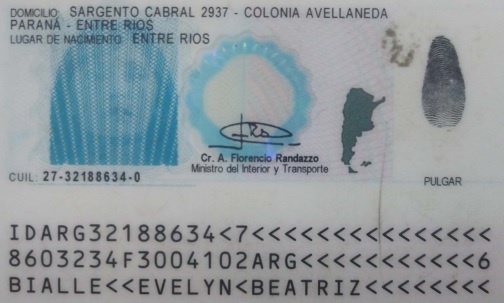 DOMICILIO: SARGENTO CABRAL 2937 - COLONIA AVELLANEDA
PARANÁ - ENTRE RIOS
LUGAR DE NACIMIENTO: ENTRE RIOS
Cr. A. Florencio Randazzo
Ministro del Interior y Transporte
CUIL: 27-32188634-0
PULGAR
IDARG32188634<7<<<<<<<<<<<<<<<
8603234F3004102ARG<<<<<<<<<<<6
BIALLE<<EVELYN<BEATRIZ<<<<<<<<